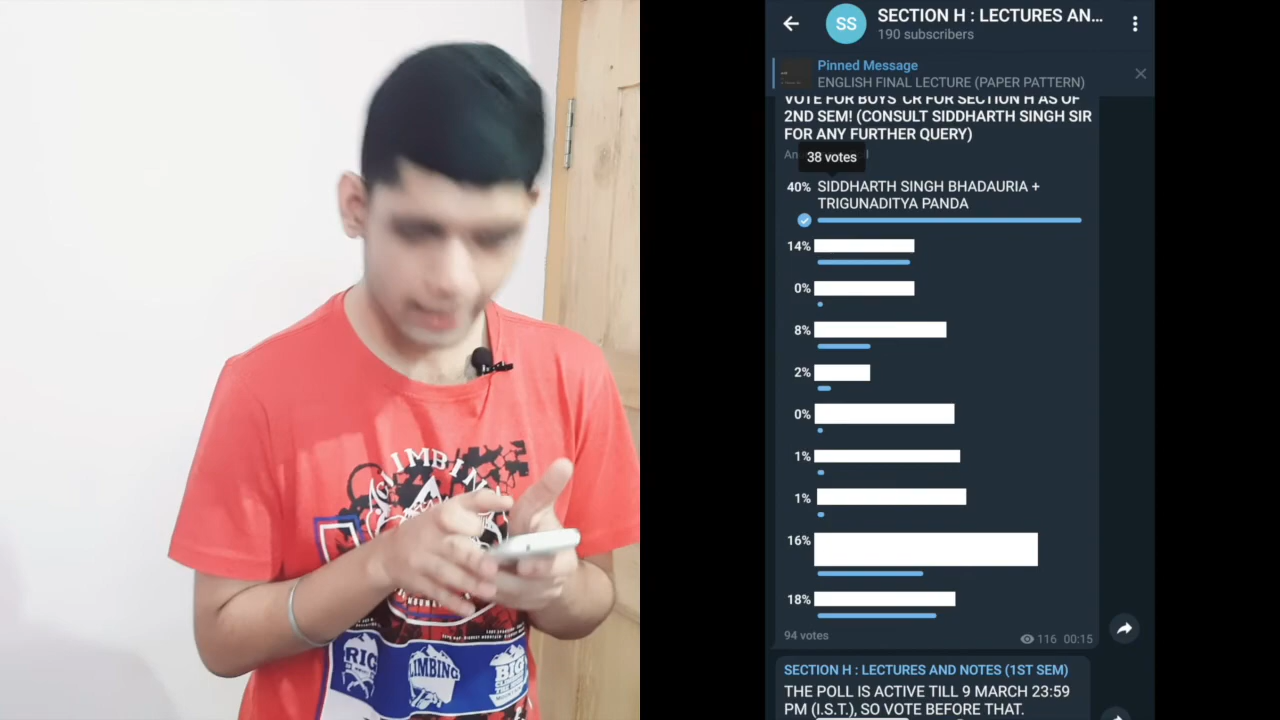 SS
SECTION H : LECTURES AN...
190 subscribers
Pinned Message
ENGLISH FINAL LECTURE (PAPER PATTERN)
VOTE FOR BOYS' CR FOR SECTION H AS OF
2ND SEM! (CONSULT SIDDHARTH SINGH SIR
FOR ANY FURTHER QUERY)
38 votes
40% SIDDHARTH SINGH BHADAURIA +
TRIGUNADITYA PANDA
14%
0%
8%
2%
0%
1%
1%
16%
18%
94 votes
116 00:15
SECTION H : LECTURES AND NOTES (1ST SEM)
THE POLL IS ACTIVE TILL 9 MARCH 23:59
PM (I.S.T.), SO VOTE BEFORE THAT.
CLIMBING
RIG
CLIMBING
BIG